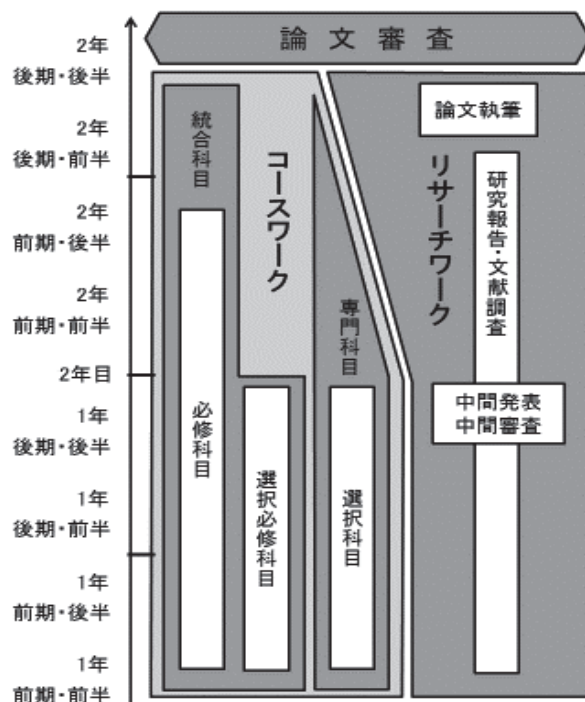 論文審査
2年
後期・後半
2年
後期・前半
2年
前期・後半
2年
前期・前半
2年目
1年
後期・後半
1年
後期・前半
1年
前期・後半
1年
前期・前半
統合科目
必修科目
選択必修科目
コースワーク
専門科目
選択科目
リサーチワーク
論文執筆
研究報告・文献調査
中間発表
中間審査